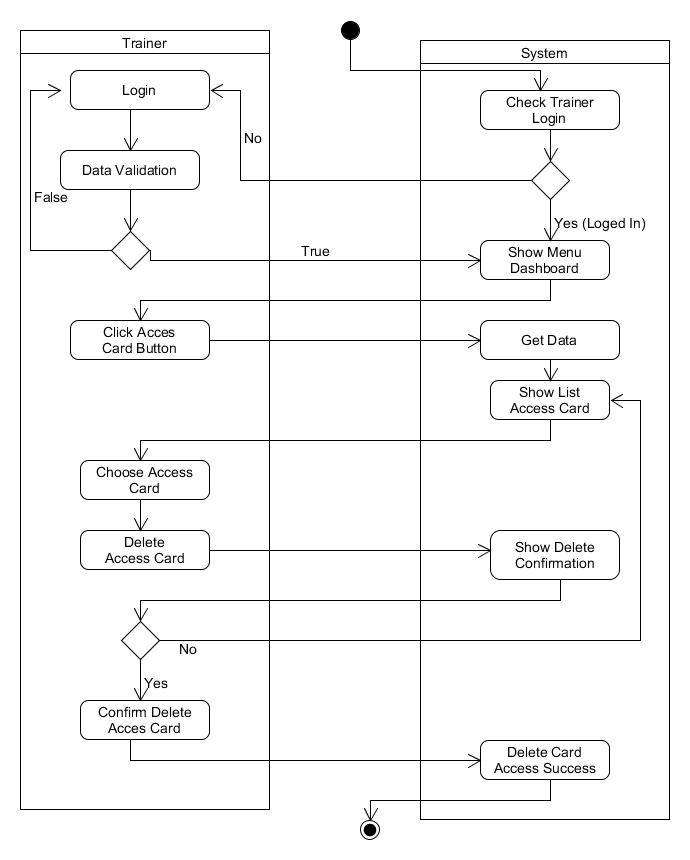 Trainer
System
Login
Check Trainer
Login
No
Data Validation
False
Yes (Loged In)
True
Show Menu
Dashboard
Click Acces
Card Button
Get Data
Show List
Access Card
Choose Access
Card
Delete
Access Card
Show Delete
Confirmation
No
Yes
Confirm Delete
Acces Card
Delete Card
Access Success